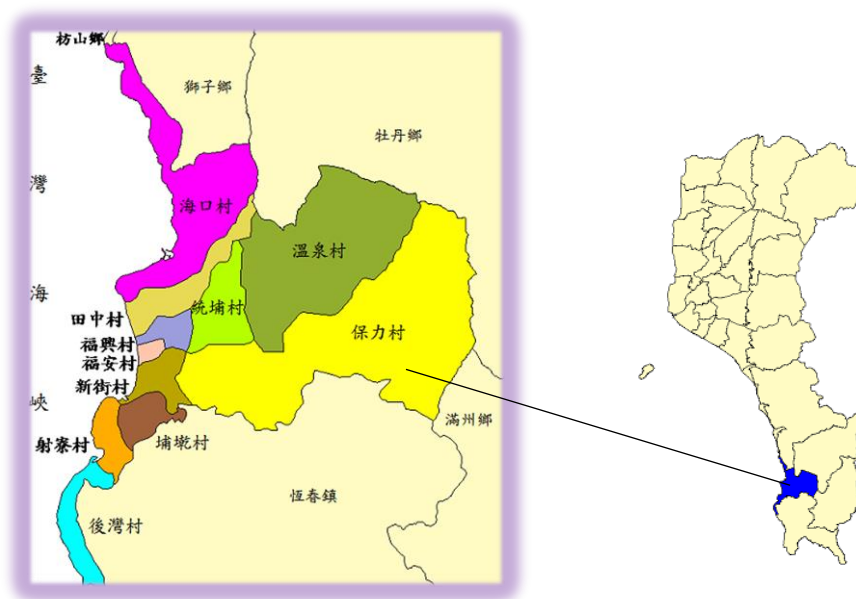 枋山鄉
臺灣海峽
獅子鄉
牡丹鄉
海口村
溫泉村
統埔村
保力村
田中村
福興村
福安村
新街村
射寮村
埔墘村
滿州鄉
恆春鎮
後灣村